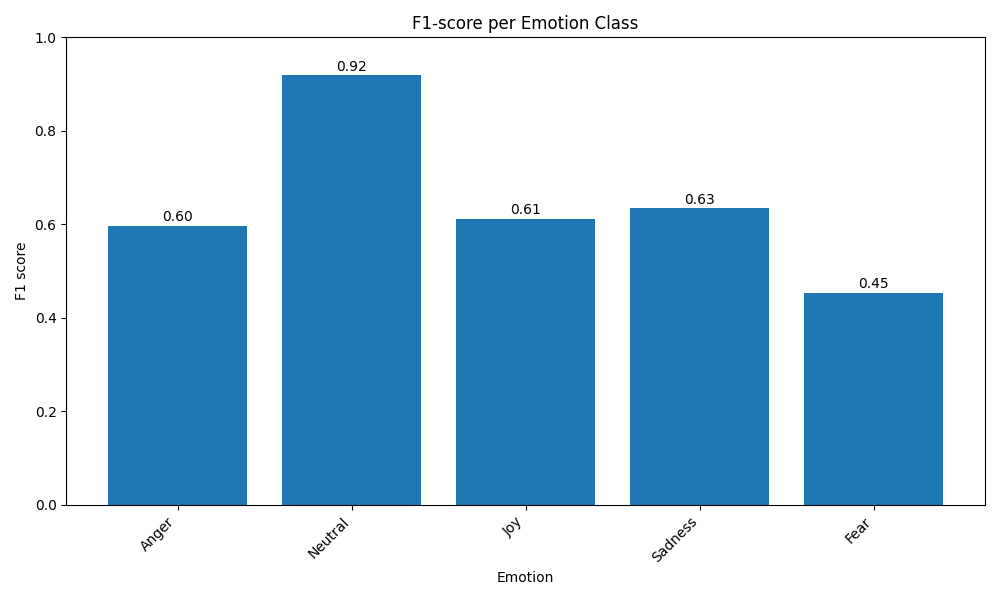 F1-score per Emotion Class
F1 score
1.0
0.8
0.6
0.4
0.2
0.0
0.60
0.92
0.61
0.63
0.45
Anger
Neutral
Joy
Sadness
Fear
Emotion